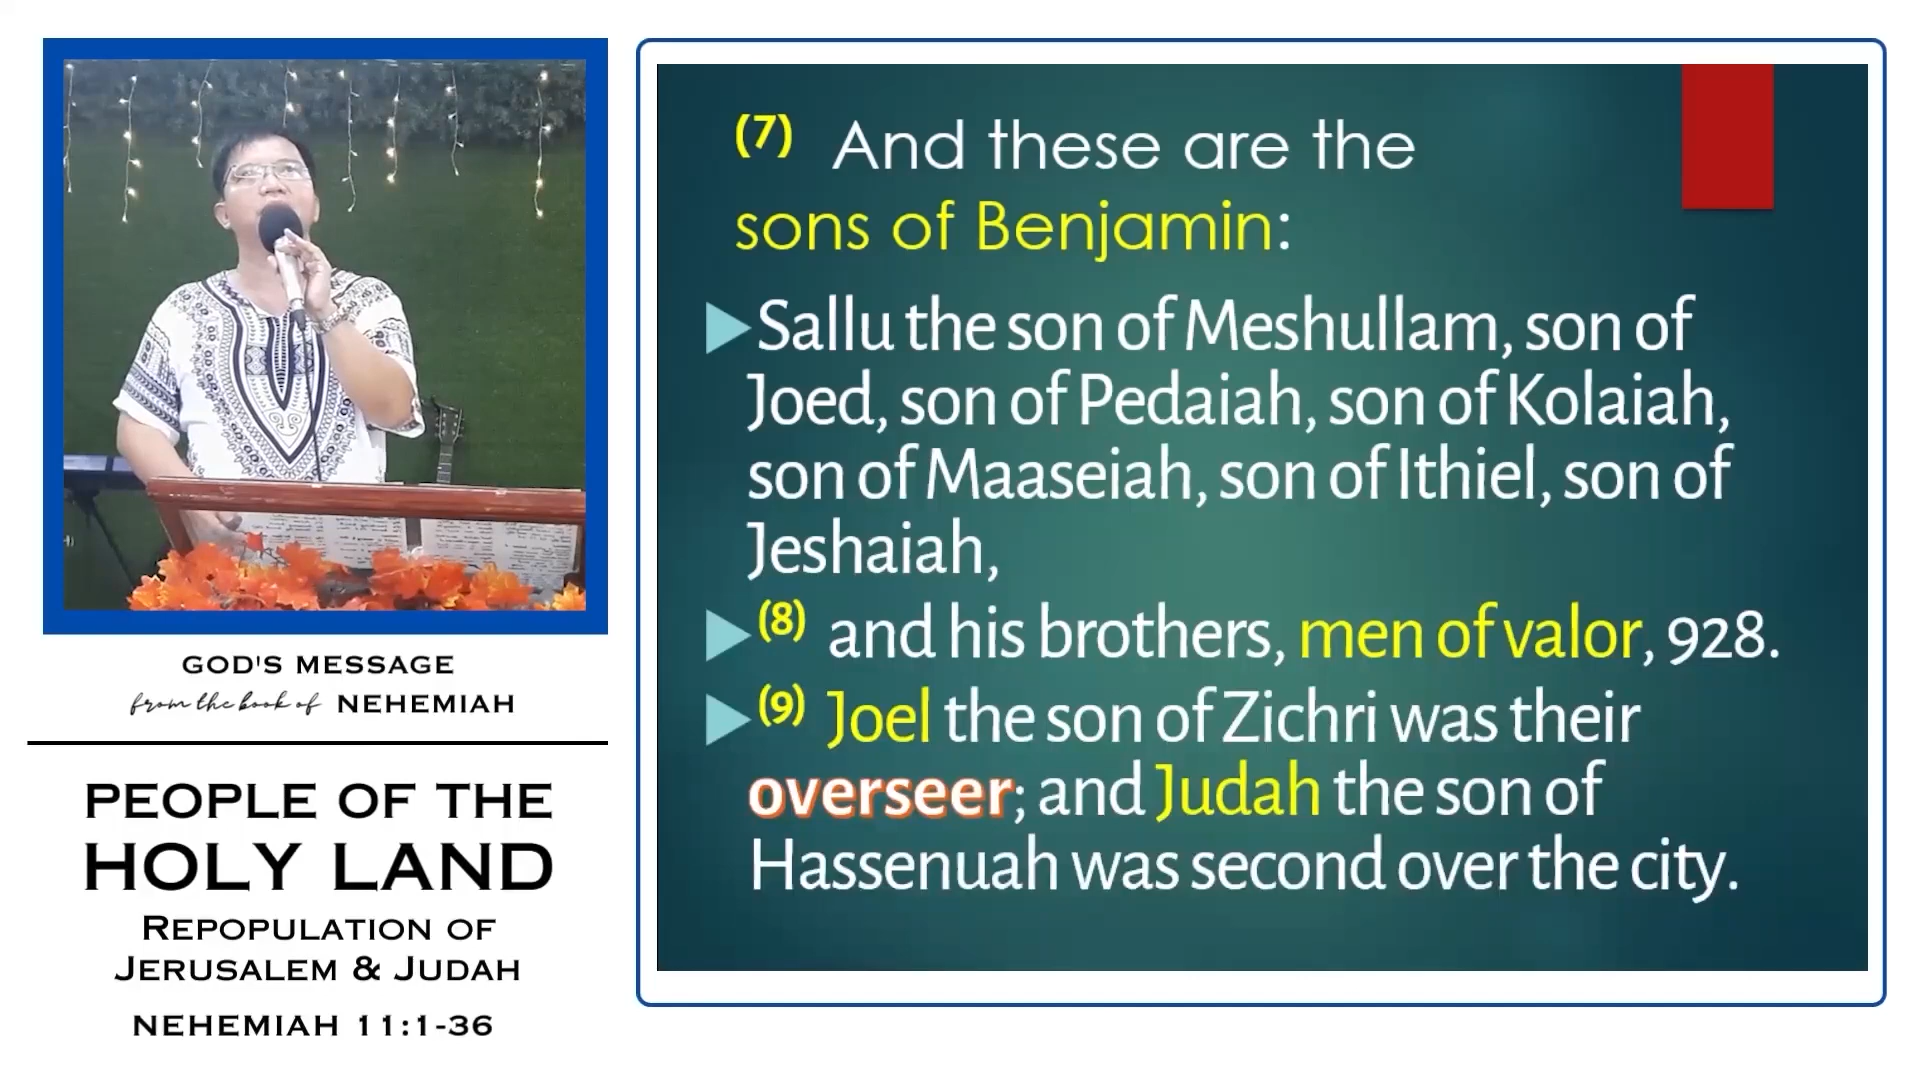 GOD'S MESSAGE
from the book of NEHEMIAH
PEOPLE OF THE
HOLY LAND
REPOPULATION OF
JERUSALEM & JUDAH
NEHEMIAH 11:1-36
(7) And these are the
sons of Benjamin:
Sallu the son of Meshullam, son of
Joed, son of Pedaiah, son of Kolaiah,
son of Maaseiah, son of Ithiel, son of
Jeshaiah,
(8) and his brothers, men of valor, 928.
(9) Joel the son of Zichri was their
overseer; and Judah the son of
Hassenuah was second over the city.